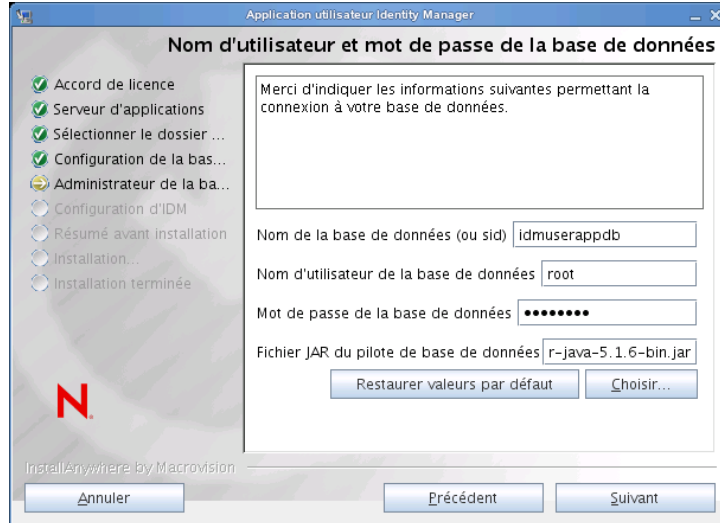 Application utilisateur Identity Manager
Nom d'utilisateur et mot de passe de la base de données
Accord de licence
Serveur d'applications
Sélectionner le dossier ...
Configuration de la bas...
Administrateur de la ba...
Configuration d'IDM
Résumé avant installation
Installation...
Installation terminée
Merci d'indiquer les informations suivantes permettant la
connexion à votre base de données.
Nom de la base de données (ou sid) idmuserappdb
Nom d'utilisateur de la base de données root
Mot de passe de la base de données ••••••••
Fichier JAR du pilote de base de données r-java-5.1.6-bin.jar
Restaurer valeurs par défaut Choisir...
N
InstallAnywhere by Macrovision
Annuler Précédent Suivant